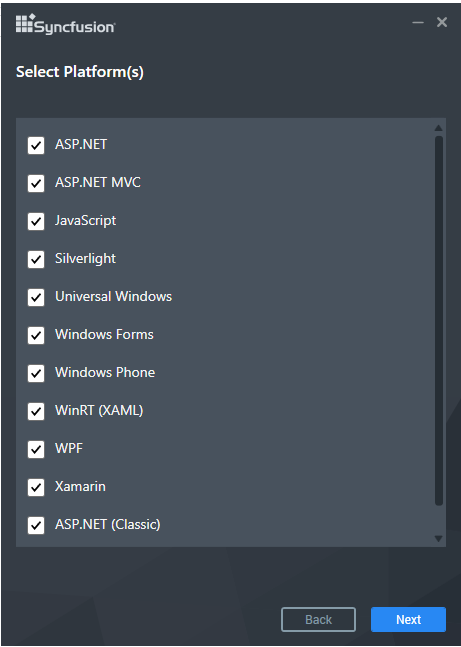 Syncfusion
Select Platform(s)
ASP.NET
ASP.NET MVC
JavaScript
Silverlight
Universal Windows
Windows Forms
Windows Phone
WinRT (XAML)
WPF
Xamarin
ASP.NET (Classic)
Back Next